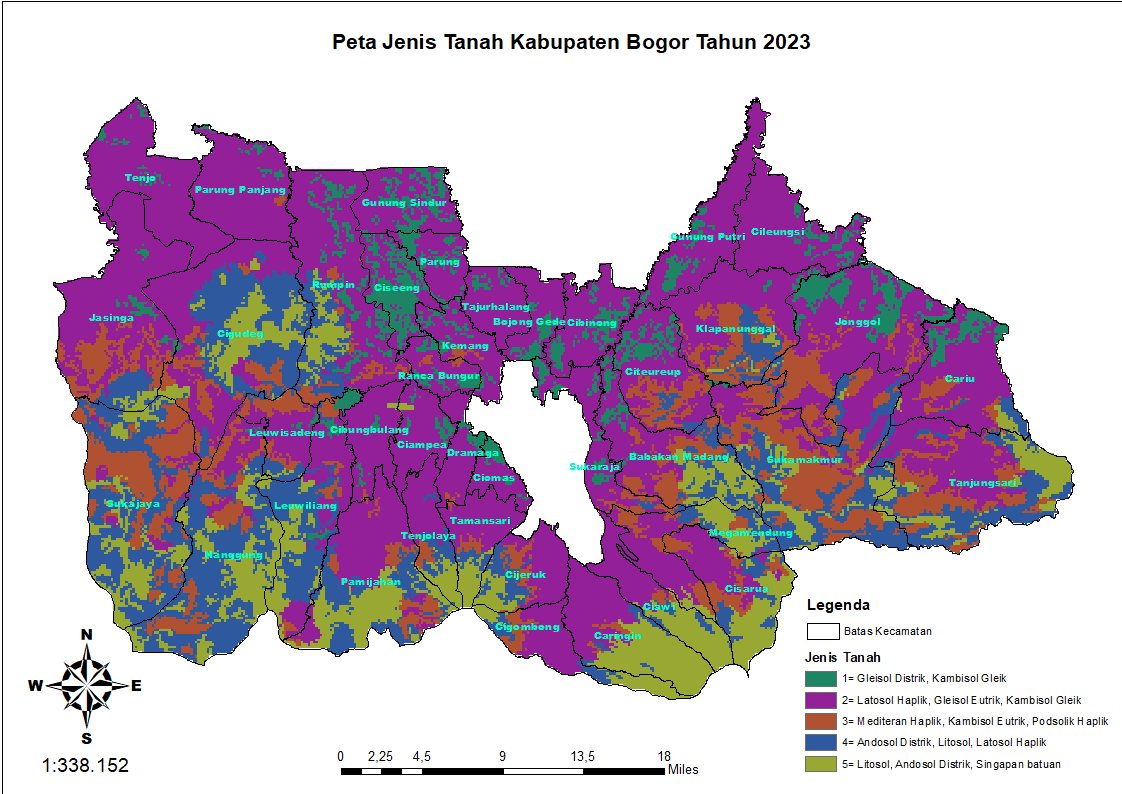 Peta Jenis Tanah Kabupaten Bogor Tahun 2023
Tenjo
Parung Panjang
Gunung Sindur
Gunung Putri
Cileungsi
Parung
Rumpin
Ciseeng
Tajurhalang
Jasinga
Bojong Gede
Cibinong
Klapanunggal
Jonggol
Cigudeg
Kemang
Ranca Bungur
Citeureup
Cariu
Leuwisadeng
Cibungbulang
Ciampea
Dramaga
Sukaraja
Babakan Madang
Sukamakmur
Ciomas
Tanjungsari
Sukajaya
Leuwiliang
Tamansari
Tenjolaya
Megamendung
Nanggung
Pamijahan
Cijeruk
Cisarua
Ciawi
Cigombong
Caringin
Legenda
Batas Kecamatan
Jenis Tanah
1= Gleisol Distrik, Kambisol Gleik
2= Latosol Haplik, Gleisol Eutrik, Kambisol Gleik
3= Mediteran Haplik, Kambisol Eutrik, Podsolik Haplik
4= Andosol Distrik, Litosol, Latosol Haplik
5= Litosol, Andosol Distrik, Singapan batuan
N
W E
S
1:338.152
0 2,25 4,5 9 13,5 18
Miles